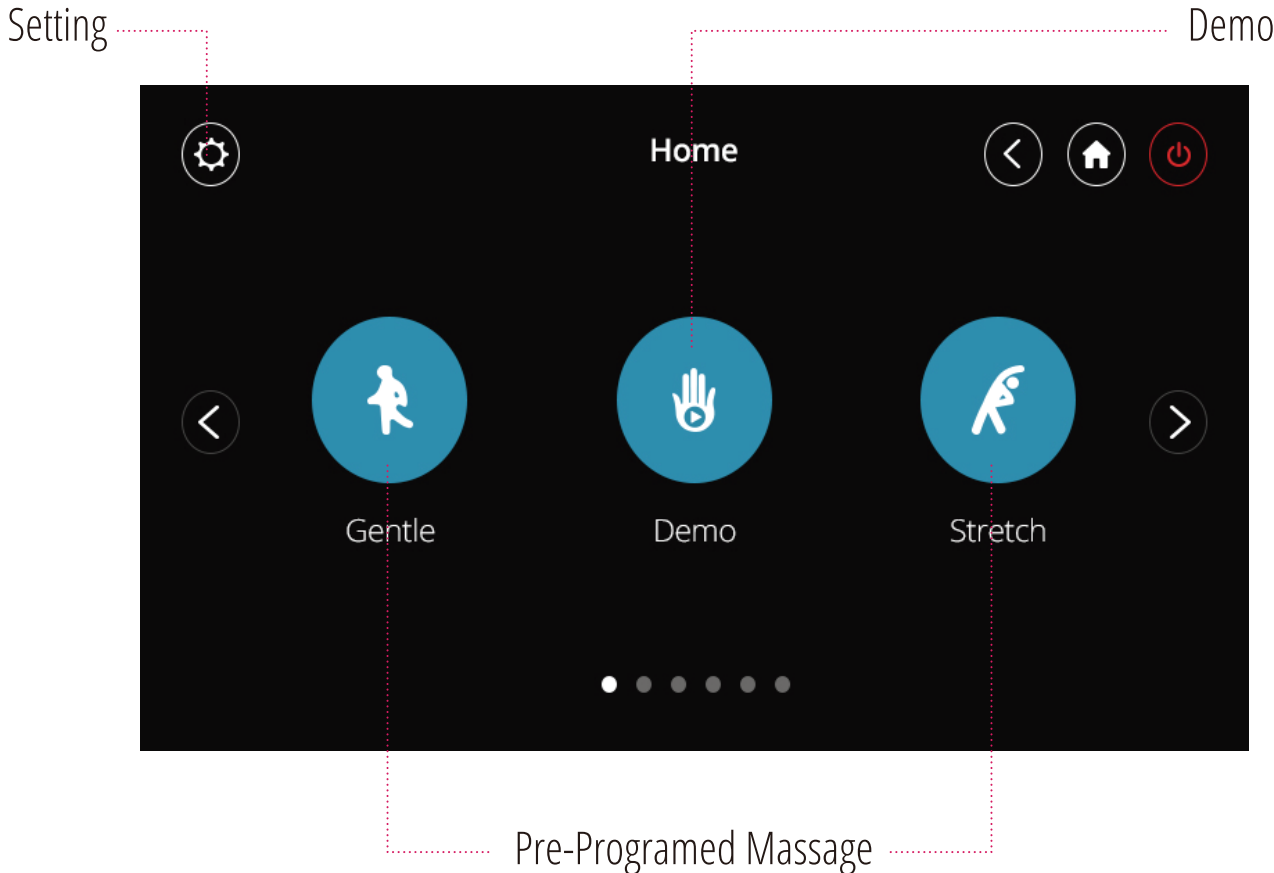 Setting
Demo
Home
Gentle
Demo
Stretch
Pre-Programed Massage